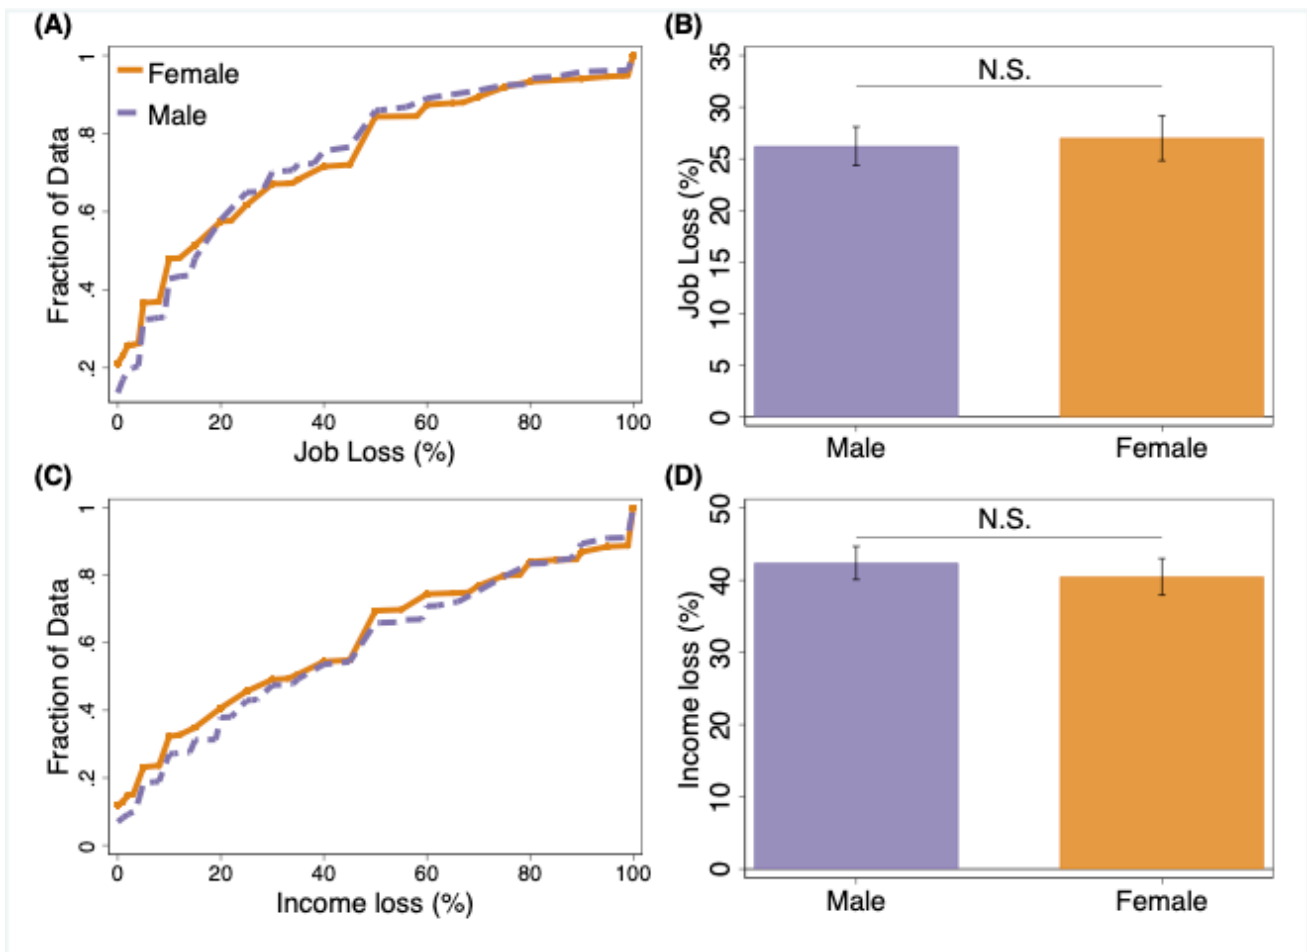 (A)
Female
Male
Fraction of Data
1
.8
.6
.4
.2
0 20 40 60 80 100
Job Loss (%)
(B)
N.S.
Job Loss (%)
35
30
25
20
15
10
5
0
Male Female
(C)
Fraction of Data
1
.8
.6
.4
.2
0
0 20 40 60 80 100
Income loss (%)
(D)
N.S.
Income loss (%)
50
40
30
20
10
0
Male Female